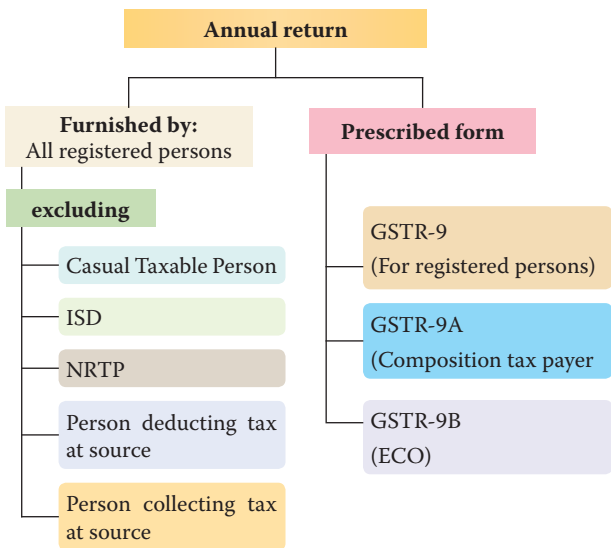 Annual return
Furnished by:
All registered persons
excluding
Casual Taxable Person
ISD
NRTP
Person deducting tax
at source
Person collecting tax
at source
Prescribed form
GSTR-9
(For registered persons)
GSTR-9A
(Composition tax payer
GSTR-9B
(ECO)